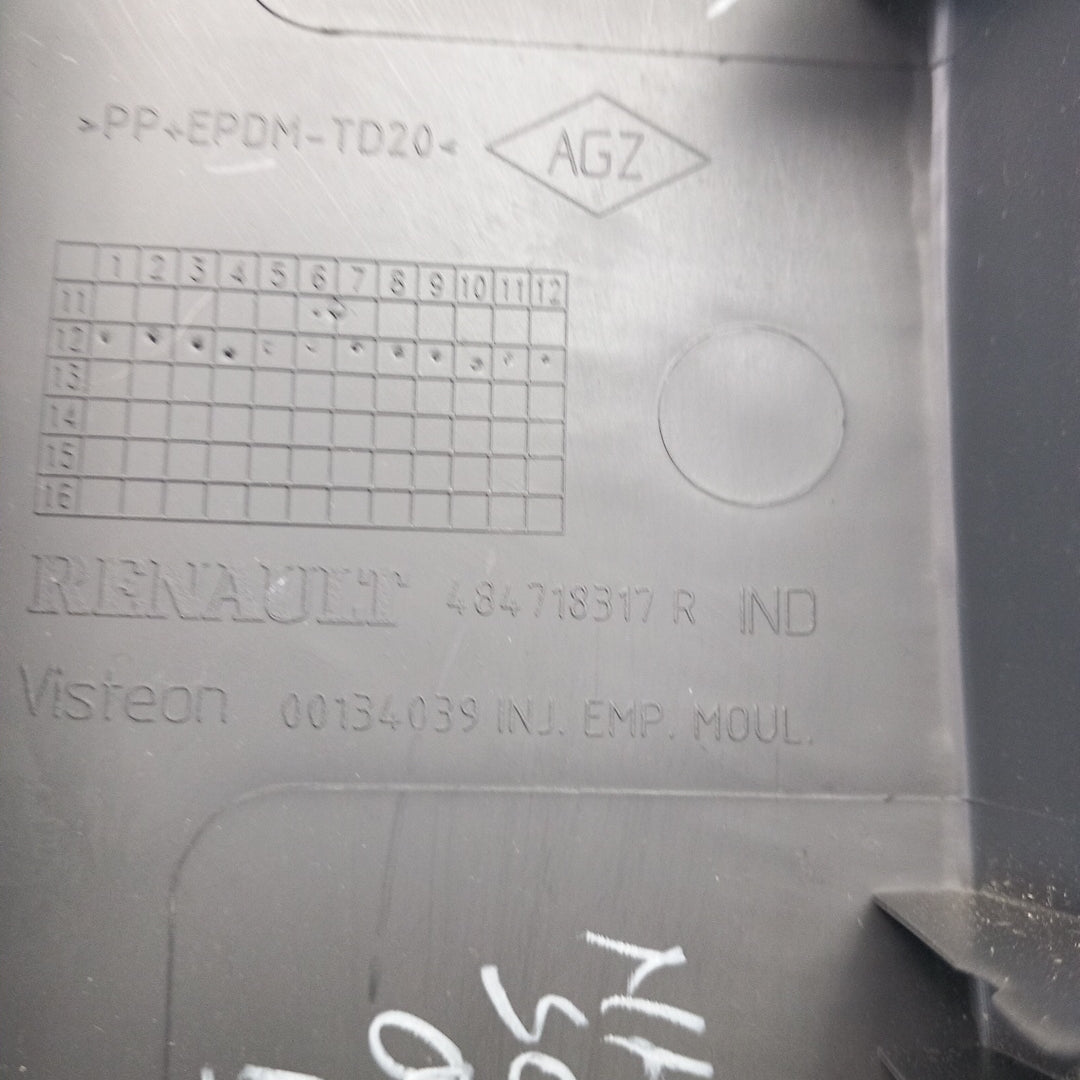 >PP+EPDM-TD20< AGZ
1 2 3 4 5 6 7 8 9 10 11 12
11
12
13
14
15
16
RENAULT 484718317 R IND
Visteon 00134039 INJ. EMP. MOUL.